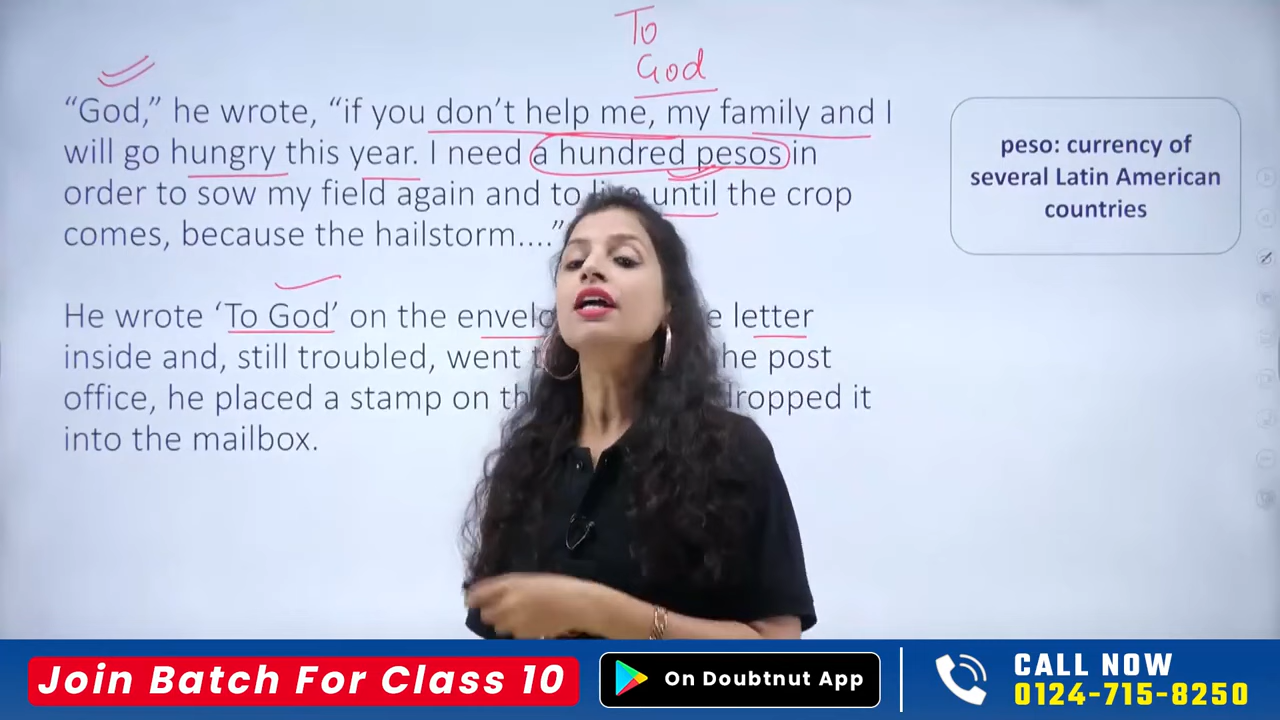 To
God
“God,” he wrote, “if you don’t help me, my family and I
will go hungry this year. I need a hundred pesos in
order to sow my field again and to live until the crop
comes, because the hailstorm....”
peso: currency of
several Latin American
countries
He wrote ‘To God’ on the letter
inside and, still troubled, went post
office, he placed a stamp on dropped it
into the mailbox.
Join Batch For Class 10
On Doubtnut App
CALL NOW
0124-715-8250